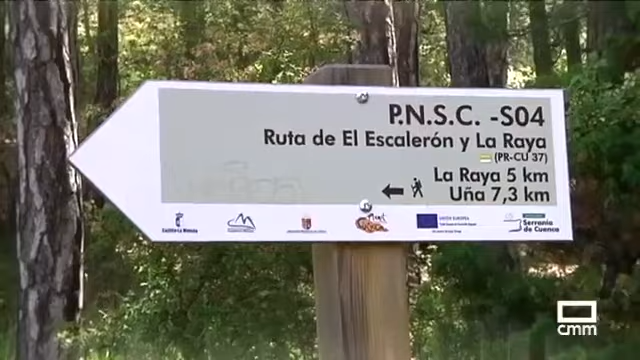 P.N.S.C. -S04
Ruta de El Escalerón y La Raya
(PR-CU 37)
La Raya 5 km
Uña 7,3 km
Castilla-La Mancha
UNIÓN EUROPEA
Serranía
de Cuenca
cmm